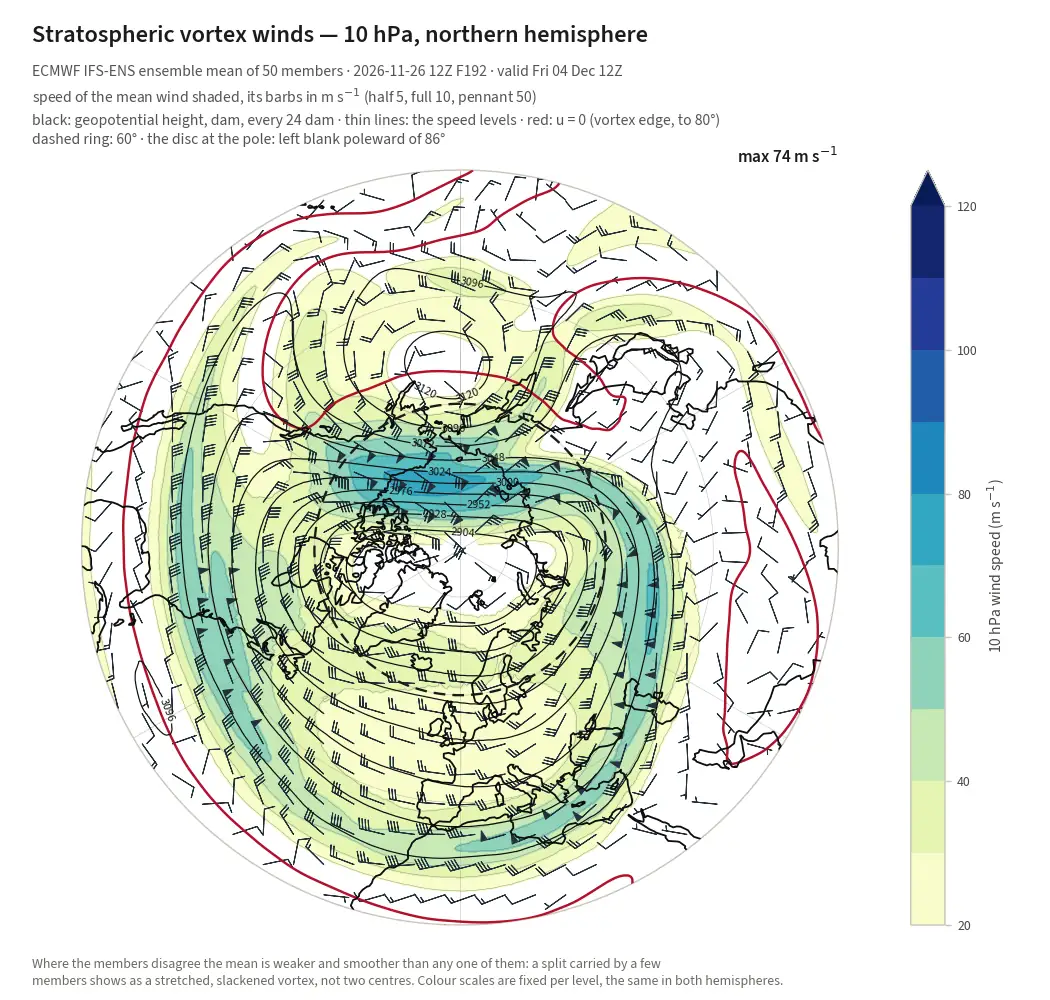 Stratospheric vortex winds — 10 hPa, northern hemisphere
ECMWF IFS-ENS ensemble mean of 50 members · 2026-11-26 12Z F192 · valid Fri 04 Dec 12Z
speed of the mean wind shaded, its barbs in m s⁻¹ (half 5, full 10, pennant 50)
black: geopotential height, dam, every 24 dam · thin lines: the speed levels · red: u = 0 (vortex edge, to 80°)
dashed ring: 60° · the disc at the pole: left blank poleward of 86°
max 74 m s⁻¹
120
100
80
60
40
20
10 hPa wind speed (m s⁻¹)
3096
3120
3048
3024
2976
2952
2928
2904
3096
Where the members disagree the mean is weaker and smoother than any one of them: a split carried by a few
members shows as a stretched, slackened vortex, not two centres. Colour scales are fixed per level, the same in both hemispheres.